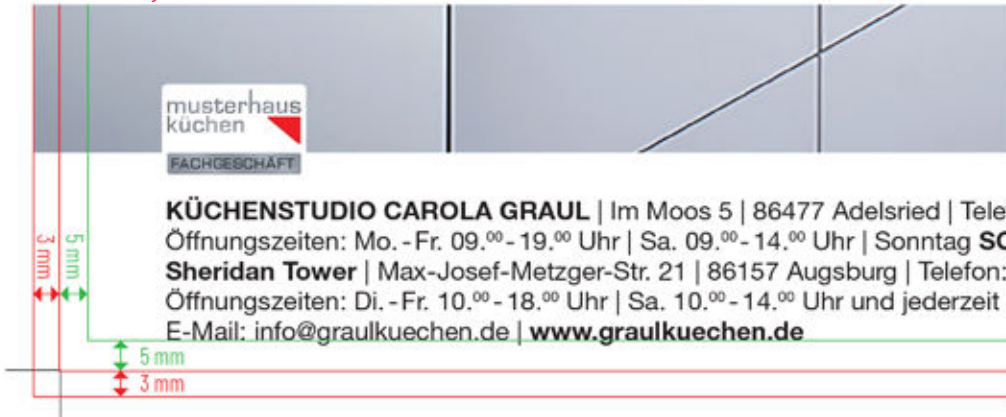 musterhaus
küchen
FACHGESCHÄFT
KÜCHENSTUDIO CAROLA GRAUL | Im Moos 5 | 86477 Adelsried |
Öffnungszeiten: Mo. - Fr. 09.⁰⁰ - 19.⁰⁰ Uhr | Sa. 09.⁰⁰ - 14.⁰⁰ Uhr | Sonntag
Sheridan Tower | Max-Josef-Metzger-Str. 21 | 86157 Augsburg | Telefon:
Öffnungszeiten: Di. - Fr. 10.⁰⁰ - 18.⁰⁰ Uhr | Sa. 10.⁰⁰ - 14.⁰⁰ Uhr und jederzeit
E-Mail: info@graulkuechen.de | www.graulkuechen.de
3 mm
5 mm
5 mm
3 mm